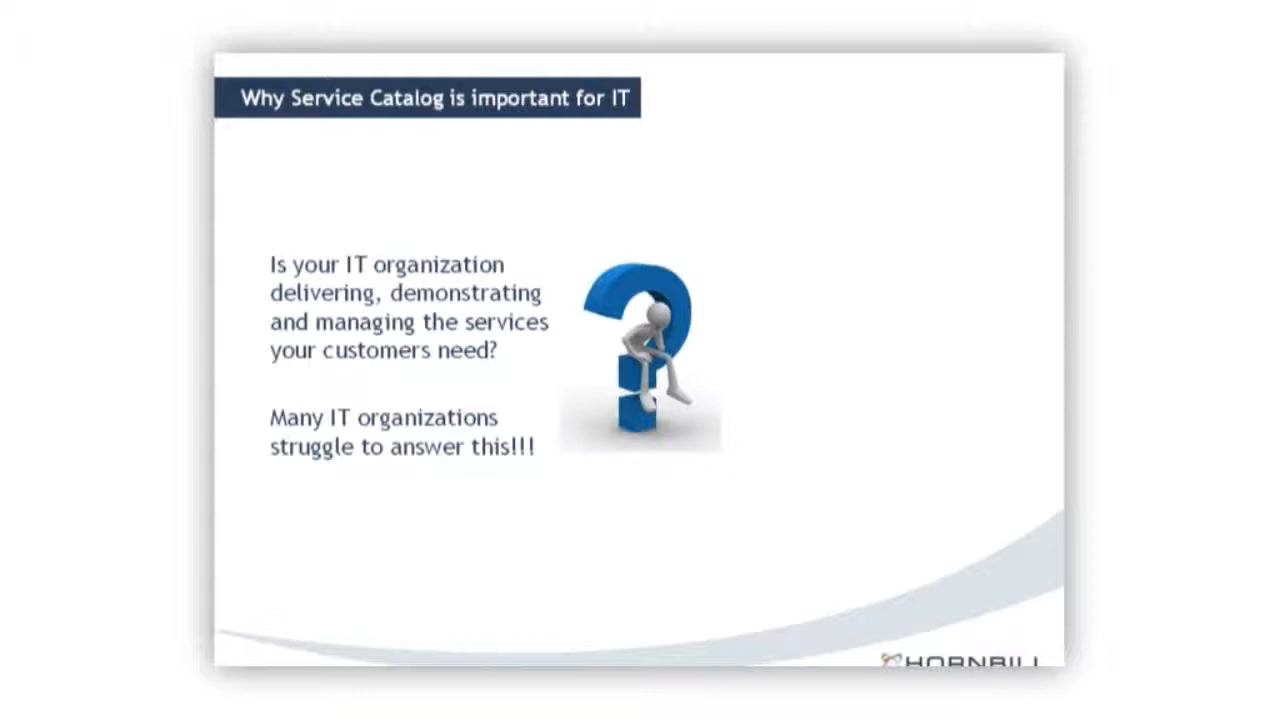 Why Service Catalog is important for IT
Is your IT organization
delivering, demonstrating
and managing the services
your customers need?
Many IT organizations
struggle to answer this!!!
HORNBILL